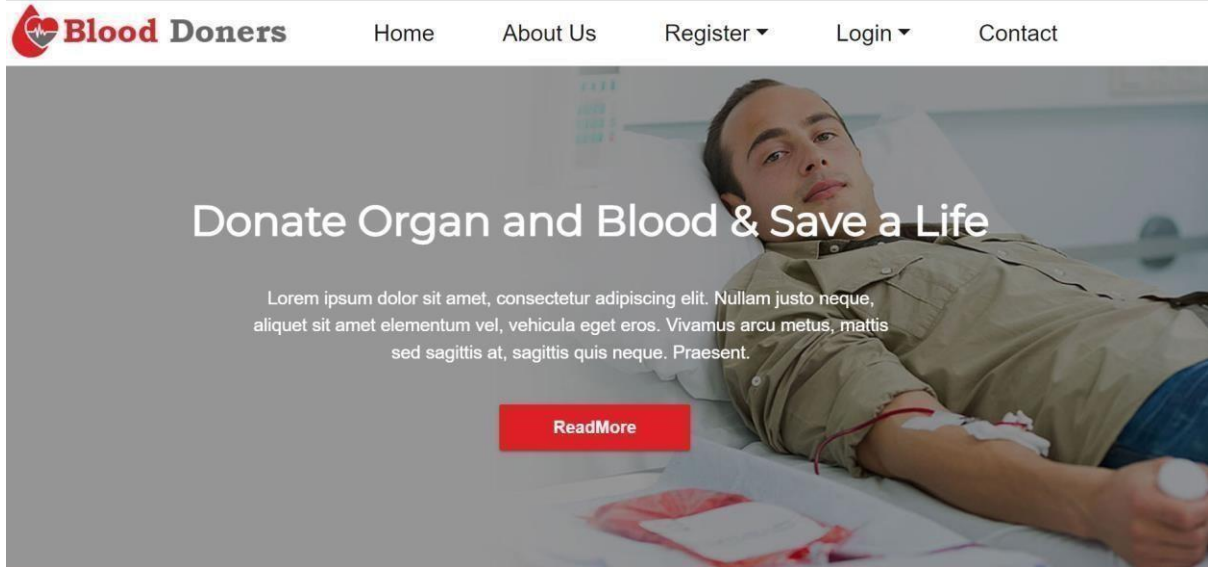 Blood Doners
Home
About Us
Register
Login
Contact
Donate Organ and Blood & Save a Life
Lorem ipsum dolor sit amet, consectetur adipiscing elit. Nullam justo neque,
aliquet sit amet elementum vel, vehicula eget eros. Vivamus arcu metus, mattis
sed sagittis at, sagittis quis neque. Praesent.
ReadMore